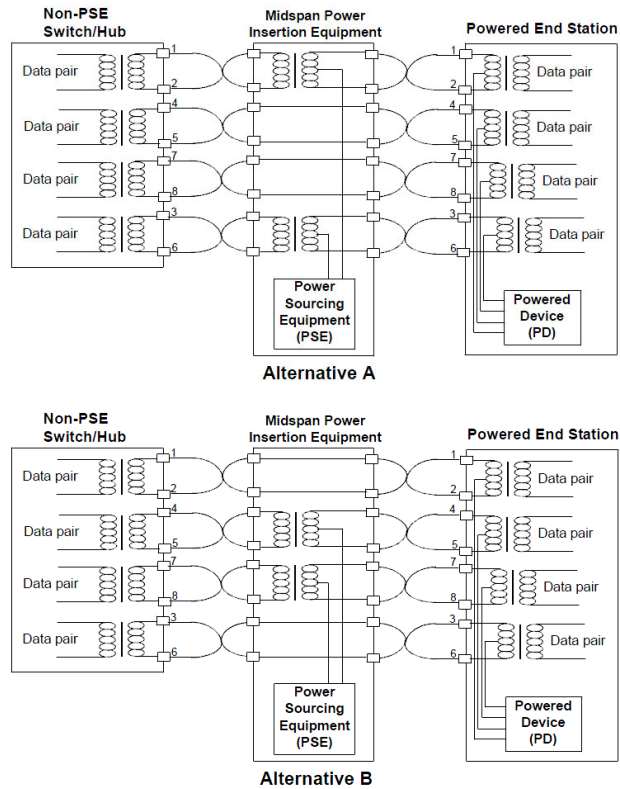 Non-PSE
Switch/Hub
Midspan Power
Insertion Equipment
Powered End Station
1
1
Data pair
Data pair
2
2
4
4
Data pair
Data pair
5
5
7
7
Data pair
Data pair
8
8
3
3
Data pair
Data pair
6
6
Power
Sourcing
Equipment
(PSE)
Powered
Device
(PD)
Alternative A
Non-PSE
Switch/Hub
Midspan Power
Insertion Equipment
Powered End Station
1
1
Data pair
Data pair
2
2
4
4
Data pair
Data pair
5
5
7
7
Data pair
Data pair
8
8
3
3
Data pair
Data pair
6
6
Power
Sourcing
Equipment
(PSE)
Powered
Device
(PD)
Alternative B